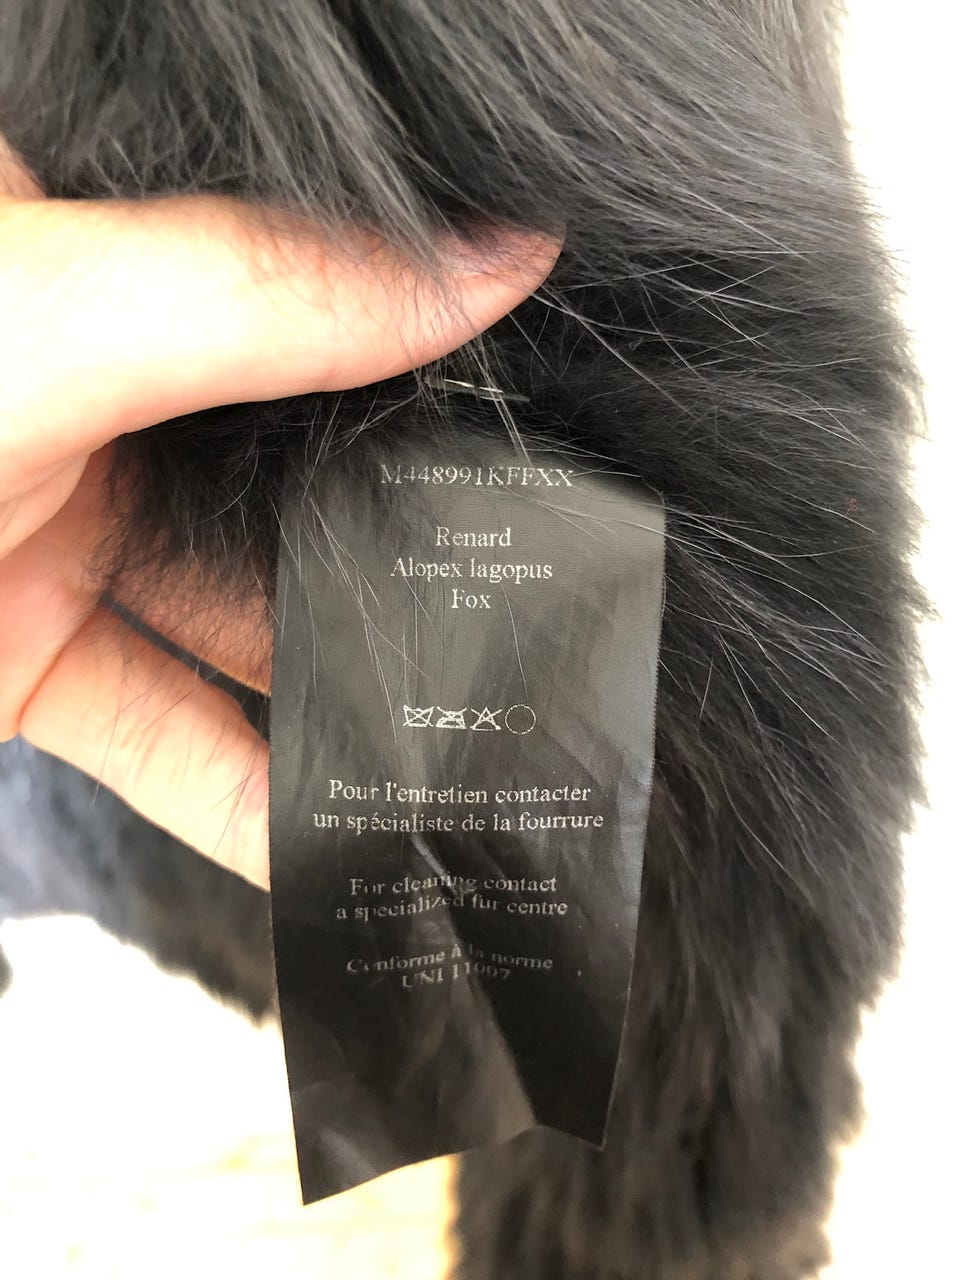 M448991KFFXX
Renard
Alopex lagopus
Fox
Pour l'entretien contacter
un spécialiste de la fourrure
For cleaning contact
a specialized fur centre
Conforme à la norme
UNI 11007